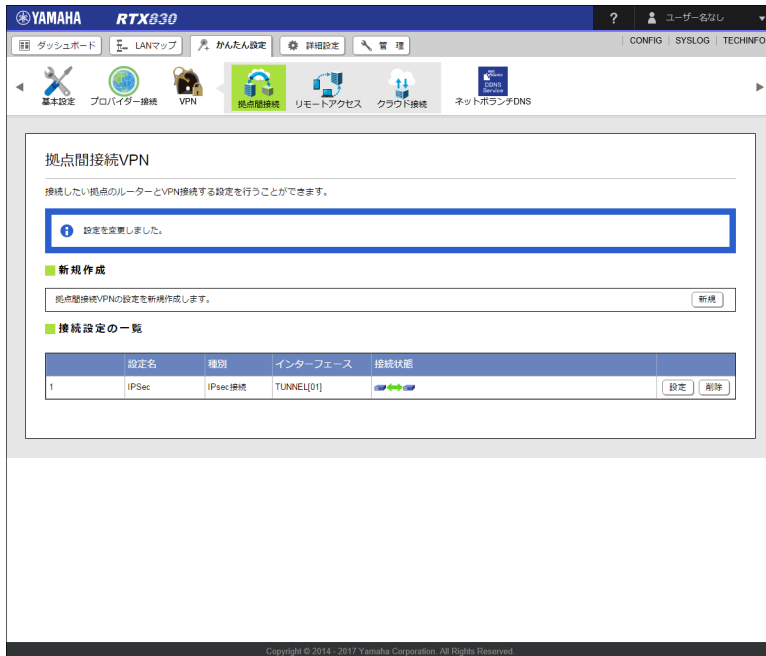 YAMAHA RTX830 ? ユーザー名なし
ダッシュボード LANマップ かんたん設定 詳細設定 管 理 CONFIG SYSLOG TECHINFO
基本設定 プロバイダー接続 VPN 拠点間接続 リモートアクセス クラウド接続 ネットボランチDNS
拠点間接続VPN
接続したい拠点のルーターとVPN接続する設定を行うことができます。
設定を変更しました。
新規作成
拠点間接続VPNの設定を新規作成します。 新規
接続設定の一覧
設定名 種別 インターフェース 接続状態
1 IPSec IPsec接続 TUNNEL[01] 設定 削除
Copyright © 2014 - 2017 Yamaha Corporation. All Rights Reserved.